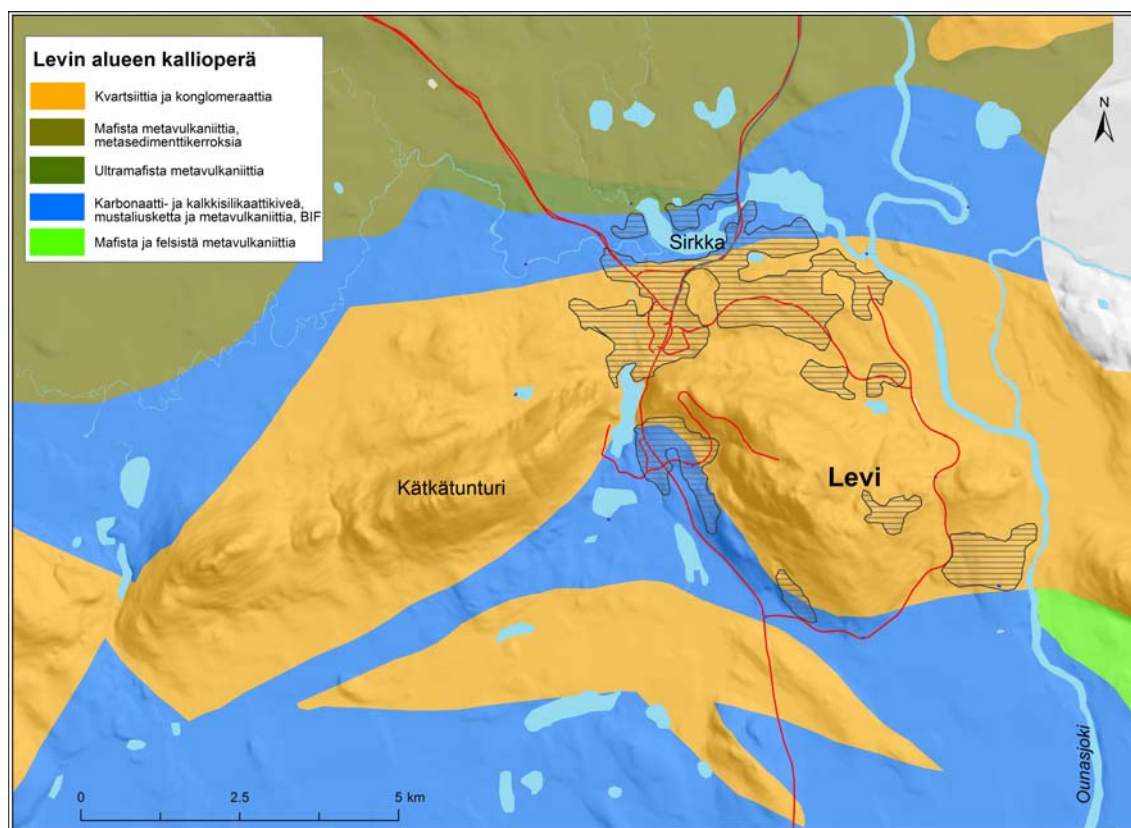 Levin alueen kallioperä
Kvartsiittia ja konglomeraattia
Mafista metavulkaniittia,
metasedimenttikerroksia
Ultramafista metavulkaniittia
Karbonaatti- ja kalkkisilikaattikiveä,
mustaliusketta ja metavulkaniittia, BIF
Mafista ja felsistä metavulkaniittia
N
Sirkka
Kätkätunturi
Levi
Ounasjoki
0 2.5 5 km